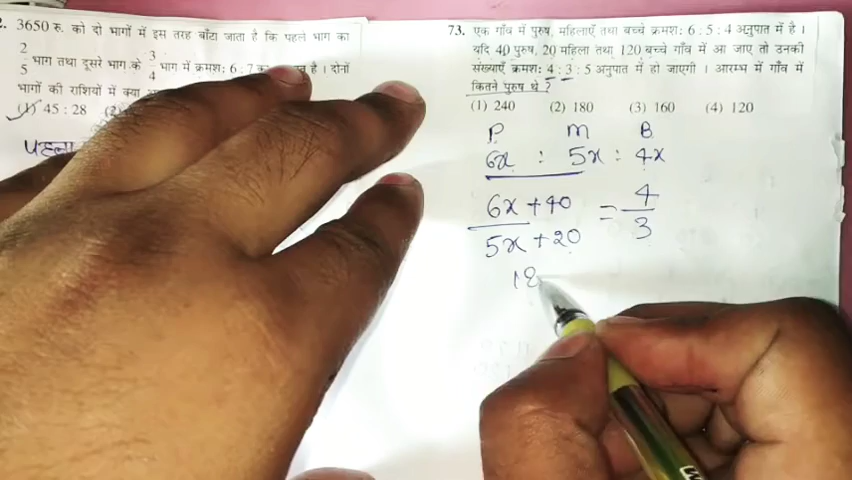 2. 3650 रु. को दो भागों में इस तरह बाँटा जाता है कि पहले भाग का
2/5 भाग तथा दूसरे भाग के 3/4 भाग में क्रमशः 6 : 7 का है । दोनों
भागों की राशियों में क्या
(1) 45 : 28 (2)
पहला
73. एक गाँव में पुरुष, महिलाएँ तथा बच्चे क्रमशः 6 : 5 : 4 अनुपात में है ।
यदि 40 पुरुष, 20 महिला तथा 120 बच्चे गाँव में आ जाए तो उनकी
संख्याएँ क्रमशः 4 : 3 : 5 अनुपात में हो जाएगी । आरम्भ में गाँव में
कितने पुरुष थे ?
(1) 240 (2) 180 (3) 160 (4) 120
P M B
6x : 5x : 4x
6x + 40 / 5x + 20 = 4/3
18